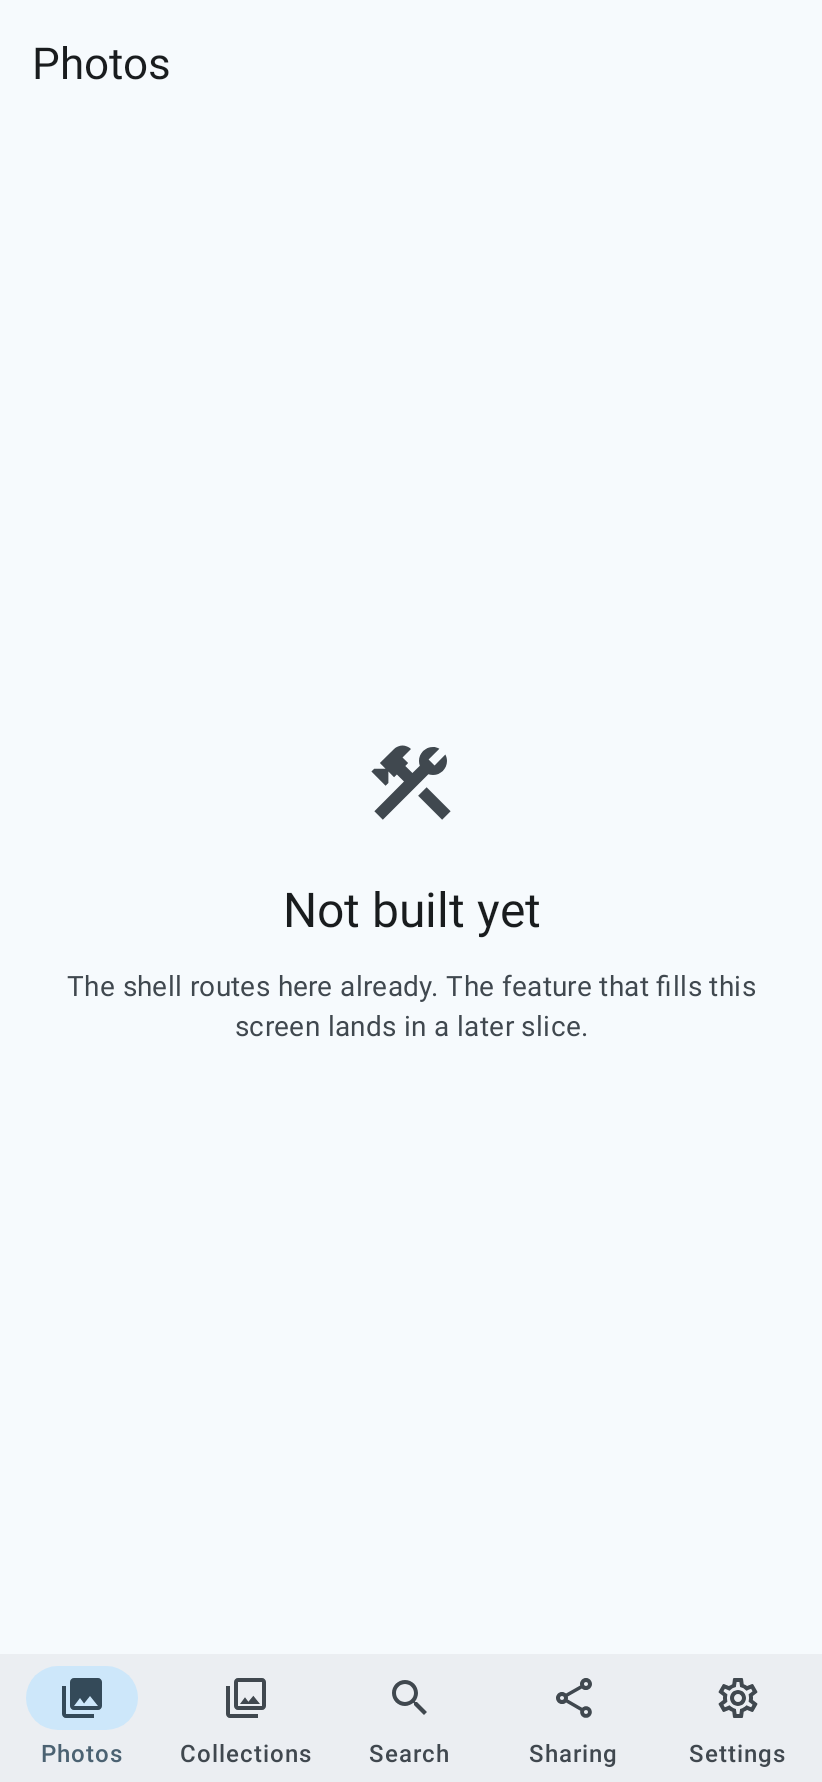 Photos
Not built yet
The shell routes here already. The feature that fills this
screen lands in a later slice.
Photos
Collections
Search
Sharing
Settings